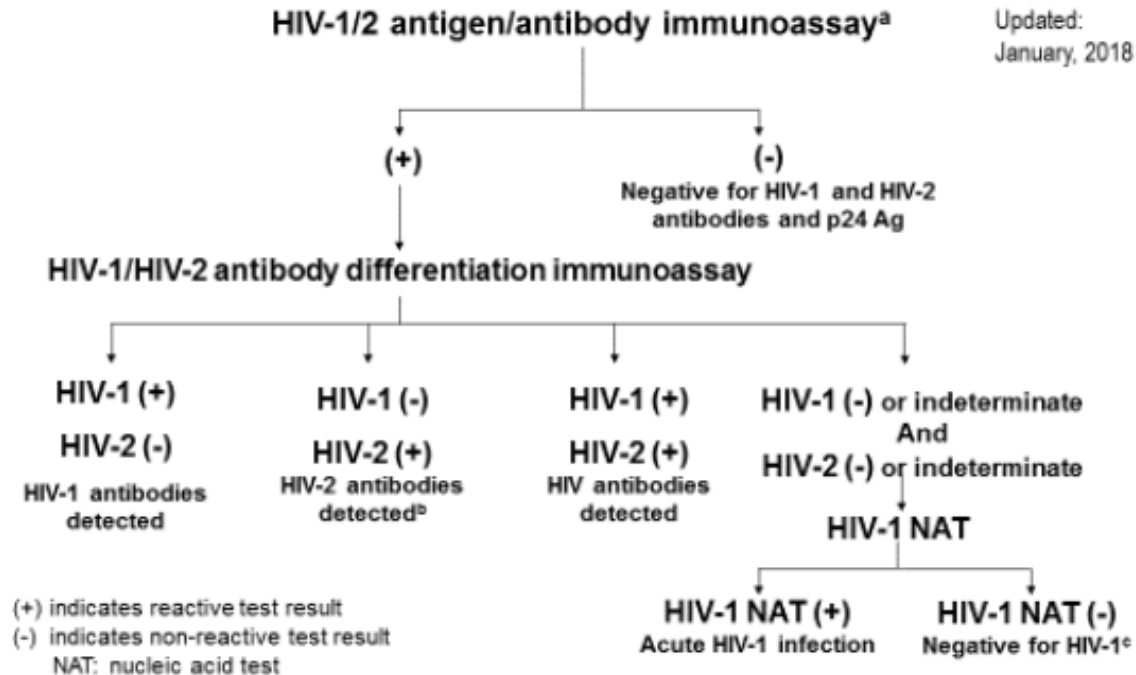 HIV-1/2 antigen/antibody immunoassayᵃ
Updated:
January, 2018
(+)
(-)
Negative for HIV-1 and HIV-2
antibodies and p24 Ag
HIV-1/HIV-2 antibody differentiation immunoassay
HIV-1 (+)
HIV-2 (-)
HIV-1 antibodies
detected
HIV-1 (-)
HIV-2 (+)
HIV-2 antibodies
detectedᵇ
HIV-1 (+)
HIV-2 (+)
HIV antibodies
detected
HIV-1 (-) or indeterminate
And
HIV-2 (-) or indeterminate
HIV-1 NAT
HIV-1 NAT (+)
Acute HIV-1 infection
HIV-1 NAT (-)
Negative for HIV-1ᶜ
(+) indicates reactive test result
(-) indicates non-reactive test result
NAT: nucleic acid test